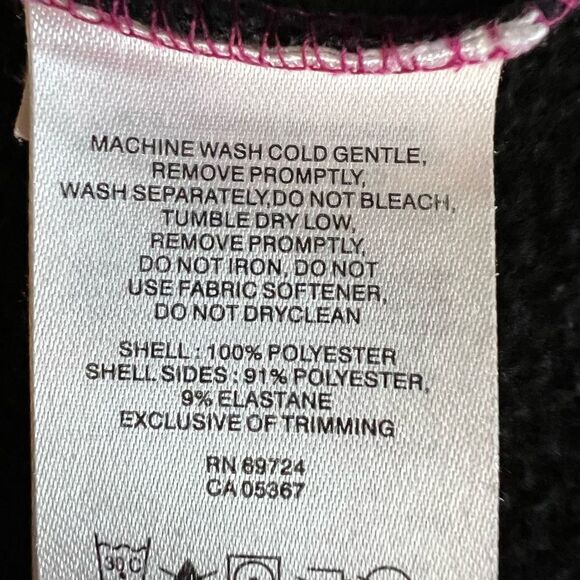 MACHINE WASH COLD GENTLE,
REMOVE PROMPTLY,
WASH SEPARATELY,DO NOT BLEACH,
TUMBLE DRY LOW,
REMOVE PROMPTLY,
DO NOT IRON, DO NOT
USE FABRIC SOFTENER,
DO NOT DRYCLEAN
SHELL : 100% POLYESTER
SHELL SIDES : 91% POLYESTER,
9% ELASTANE
EXCLUSIVE OF TRIMMING
RN 69724
CA 05367
30 C